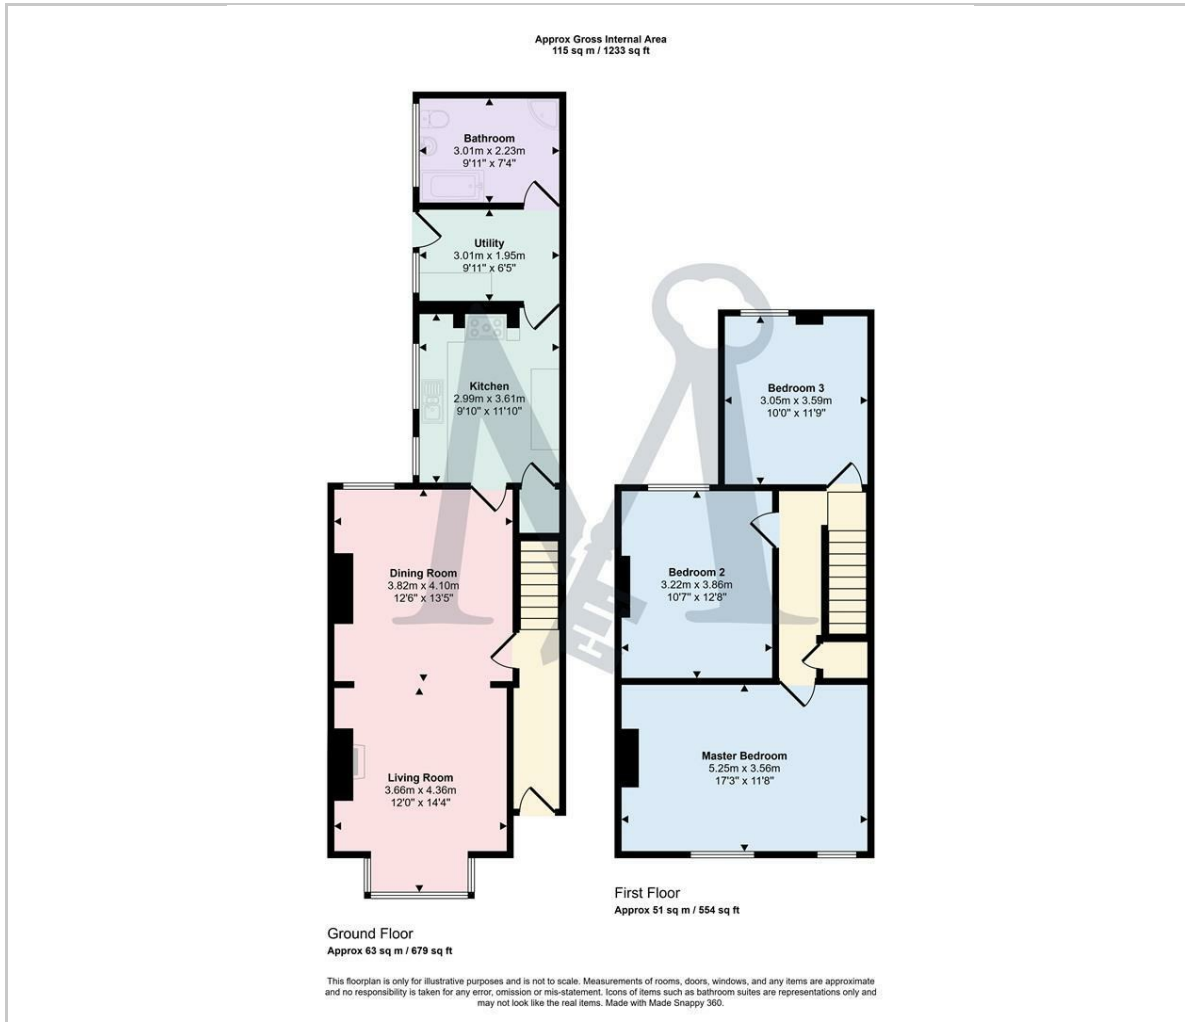 Approx Gross Internal Area
115 sq m / 1233 sq ft
Bathroom
3.01m x 2.23m
9'11" x 7'4"
Utility
3.01m x 1.95m
9'11" x 6'5"
Kitchen
2.99m x 3.61m
9'10" x 11'10"
Dining Room
3.82m x 4.10m
12'6" x 13'5"
Living Room
3.66m x 4.36m
12'0" x 14'4"
Ground Floor
Approx 63 sq m / 679 sq ft
Bedroom 3
3.05m x 3.59m
10'0" x 11'9"
Bedroom 2
3.22m x 3.86m
10'7" x 12'8"
Master Bedroom
5.25m x 3.56m
17'3" x 11'8"
First Floor
Approx 51 sq m / 554 sq ft
This floorplan is only for illustrative purposes and is not to scale. Measurements of rooms, doors, windows, and any items are approximate
and no responsibility is taken for any error, omission or mis-statement. Icons of items such as bathroom suites are representations only and
may not look like the real items. Made with Made Snappy 360.